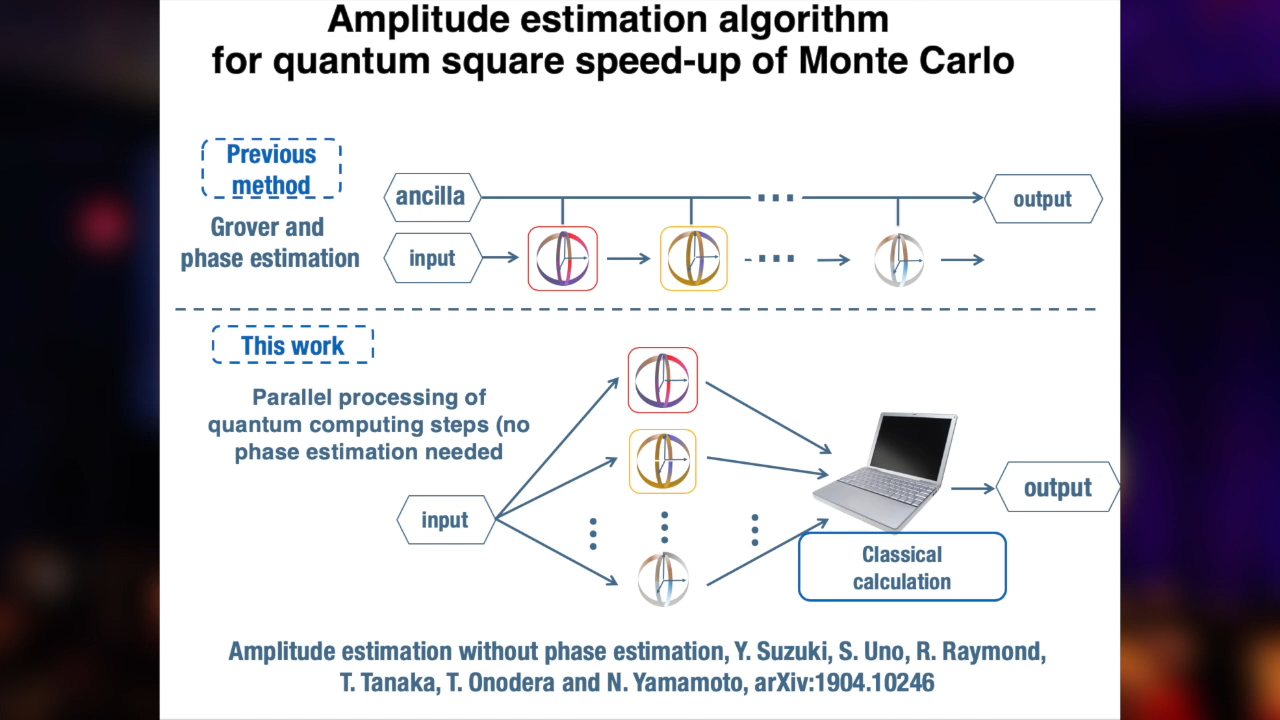 Amplitude estimation algorithm
for quantum square speed-up of Monte Carlo
Previous
method
Grover and
phase estimation
ancilla
input
output
This work
Parallel processing of
quantum computing steps (no
phase estimation needed
input
output
Classical
calculation
Amplitude estimation without phase estimation, Y. Suzuki, S. Uno, R. Raymond,
T. Tanaka, T. Onodera and N. Yamamoto, arXiv:1904.10246